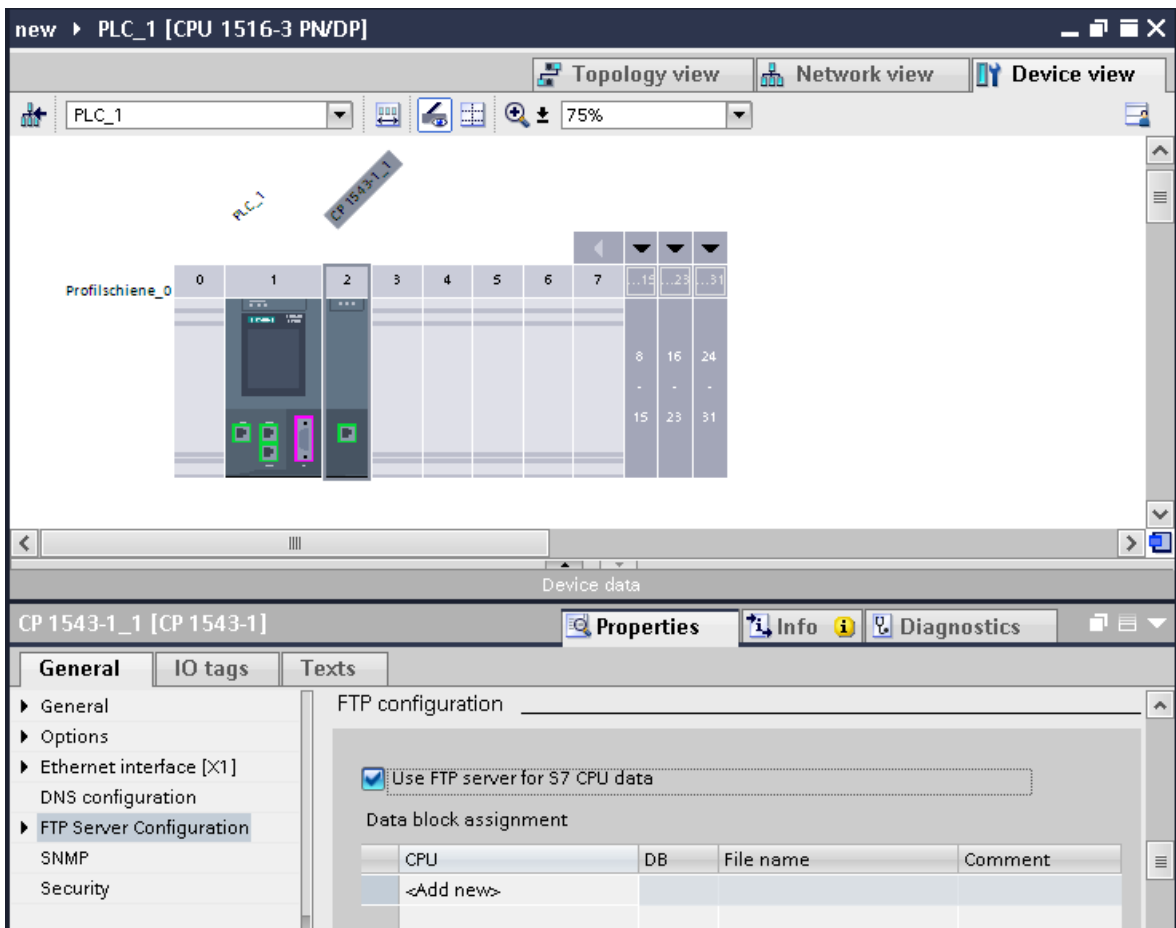 new ▸ PLC_1 [CPU 1516-3 PN/DP]
Topology view Network view Device view
PLC_1 75%
CP 1543-1_1
PLC_1
0 1 2 3 4 5 6 7 ...15 ...23 ...31
Profilschiene_0
SIEMENS
8 16 24
- - -
15 23 31
Device data
CP 1543-1_1 [CP 1543-1] Properties Info Diagnostics
General IO tags Texts
General
Options
Ethernet interface [X1]
DNS configuration
FTP Server Configuration
SNMP
Security
FTP configuration
Use FTP server for S7 CPU data
Data block assignment
CPU DB File name Comment
<Add new>